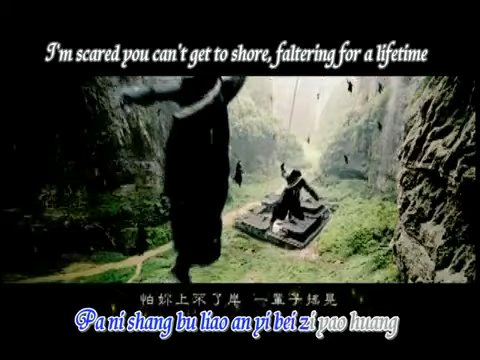 I'm scared you can't get to shore, faltering for a lifetime
怕妳上不了岸 一輩子搖晃
Pa ni shang bu liao an yi bei zi yao huang